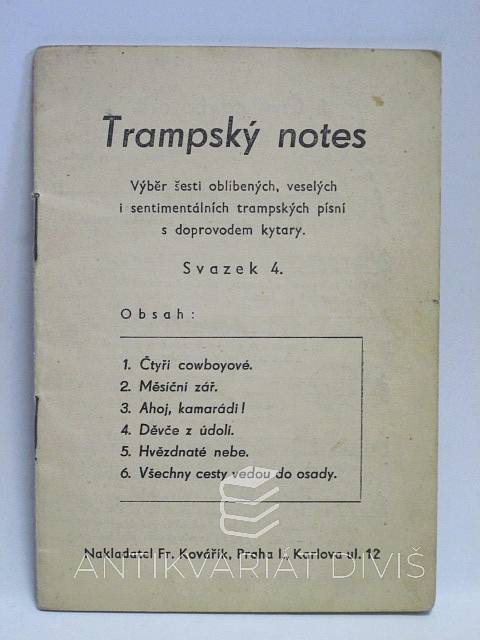 Trampský notes
Výběr šesti oblíbených, veselých
i sentimentálních trampských písní
s doprovodem kytary.
Svazek 4.
Obsah:
1. Čtyři cowboyové.
2. Měsíční zář.
3. Ahoj, kamarádi!
4. Děvče z údolí.
5. Hvězdnaté nebe.
6. Všechny cesty vedou do osady.
Nakladatel Fr. Kovářík, Praha I., Karlova ul. 12
ANTIKVARIÁT DIVIŠ